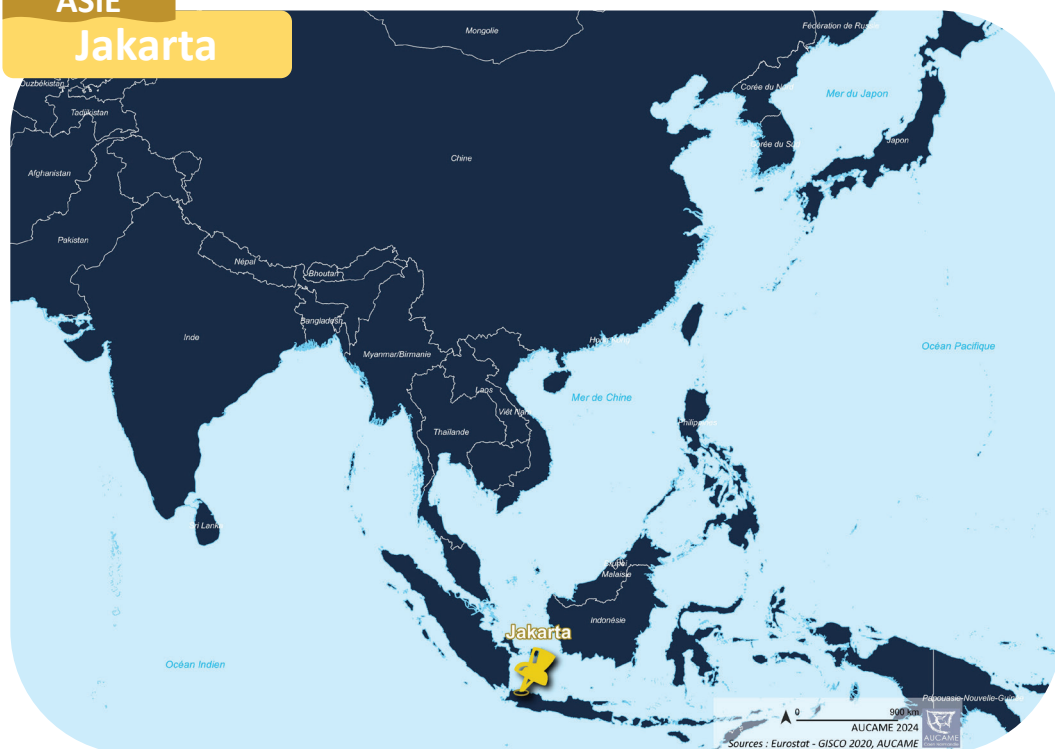 ASIE
Jakarta
Mongolie
Fédération de Russie
Ouzbékistan
Corée du Nord
Mer du Japon
Tadjikistan
Corée du Sud
Japon
Chine
Afghanistan
Pakistan
Népal
Bhoutan
Bangladesh
Inde
Myanmar/Birmanie
Océan Pacifique
Laos
Mer de Chine
Viêt Nam
Philippines
Thaïlande
Sri Lanka
Malaisie
Indonésie
Jakarta
Océan Indien
Papouasie-Nouvelle-Guinée
0 900 km
AUCAME 2024
AUCAME
Sources : Eurostat - GISCO 2020, AUCAME